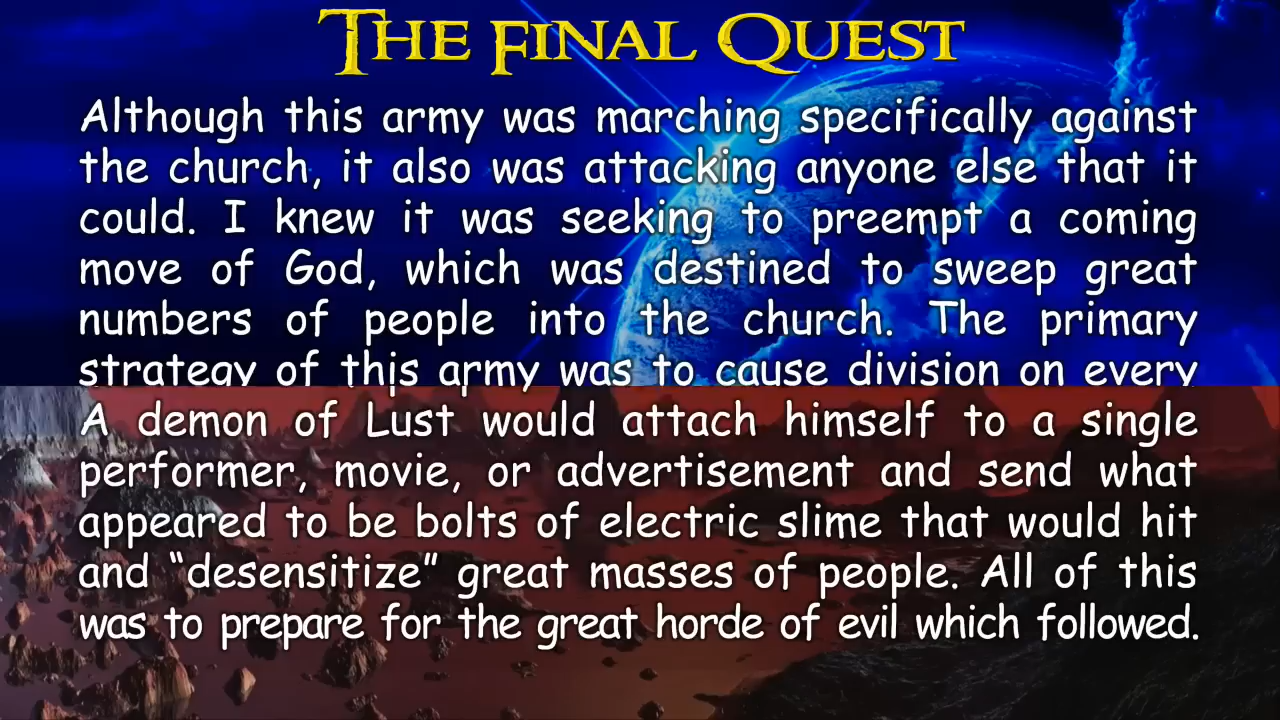 The Final Quest
Although this army was marching specifically against
the church, it also was attacking anyone else that it
could. I knew it was seeking to preempt a coming
move of God, which was destined to sweep great
numbers of people into the church. The primary
strategy of this army was to cause division on every
A demon of Lust would attach himself to a single
performer, movie, or advertisement and send what
appeared to be bolts of electric slime that would hit
and “desensitize” great masses of people. All of this
was to prepare for the great horde of evil which followed.